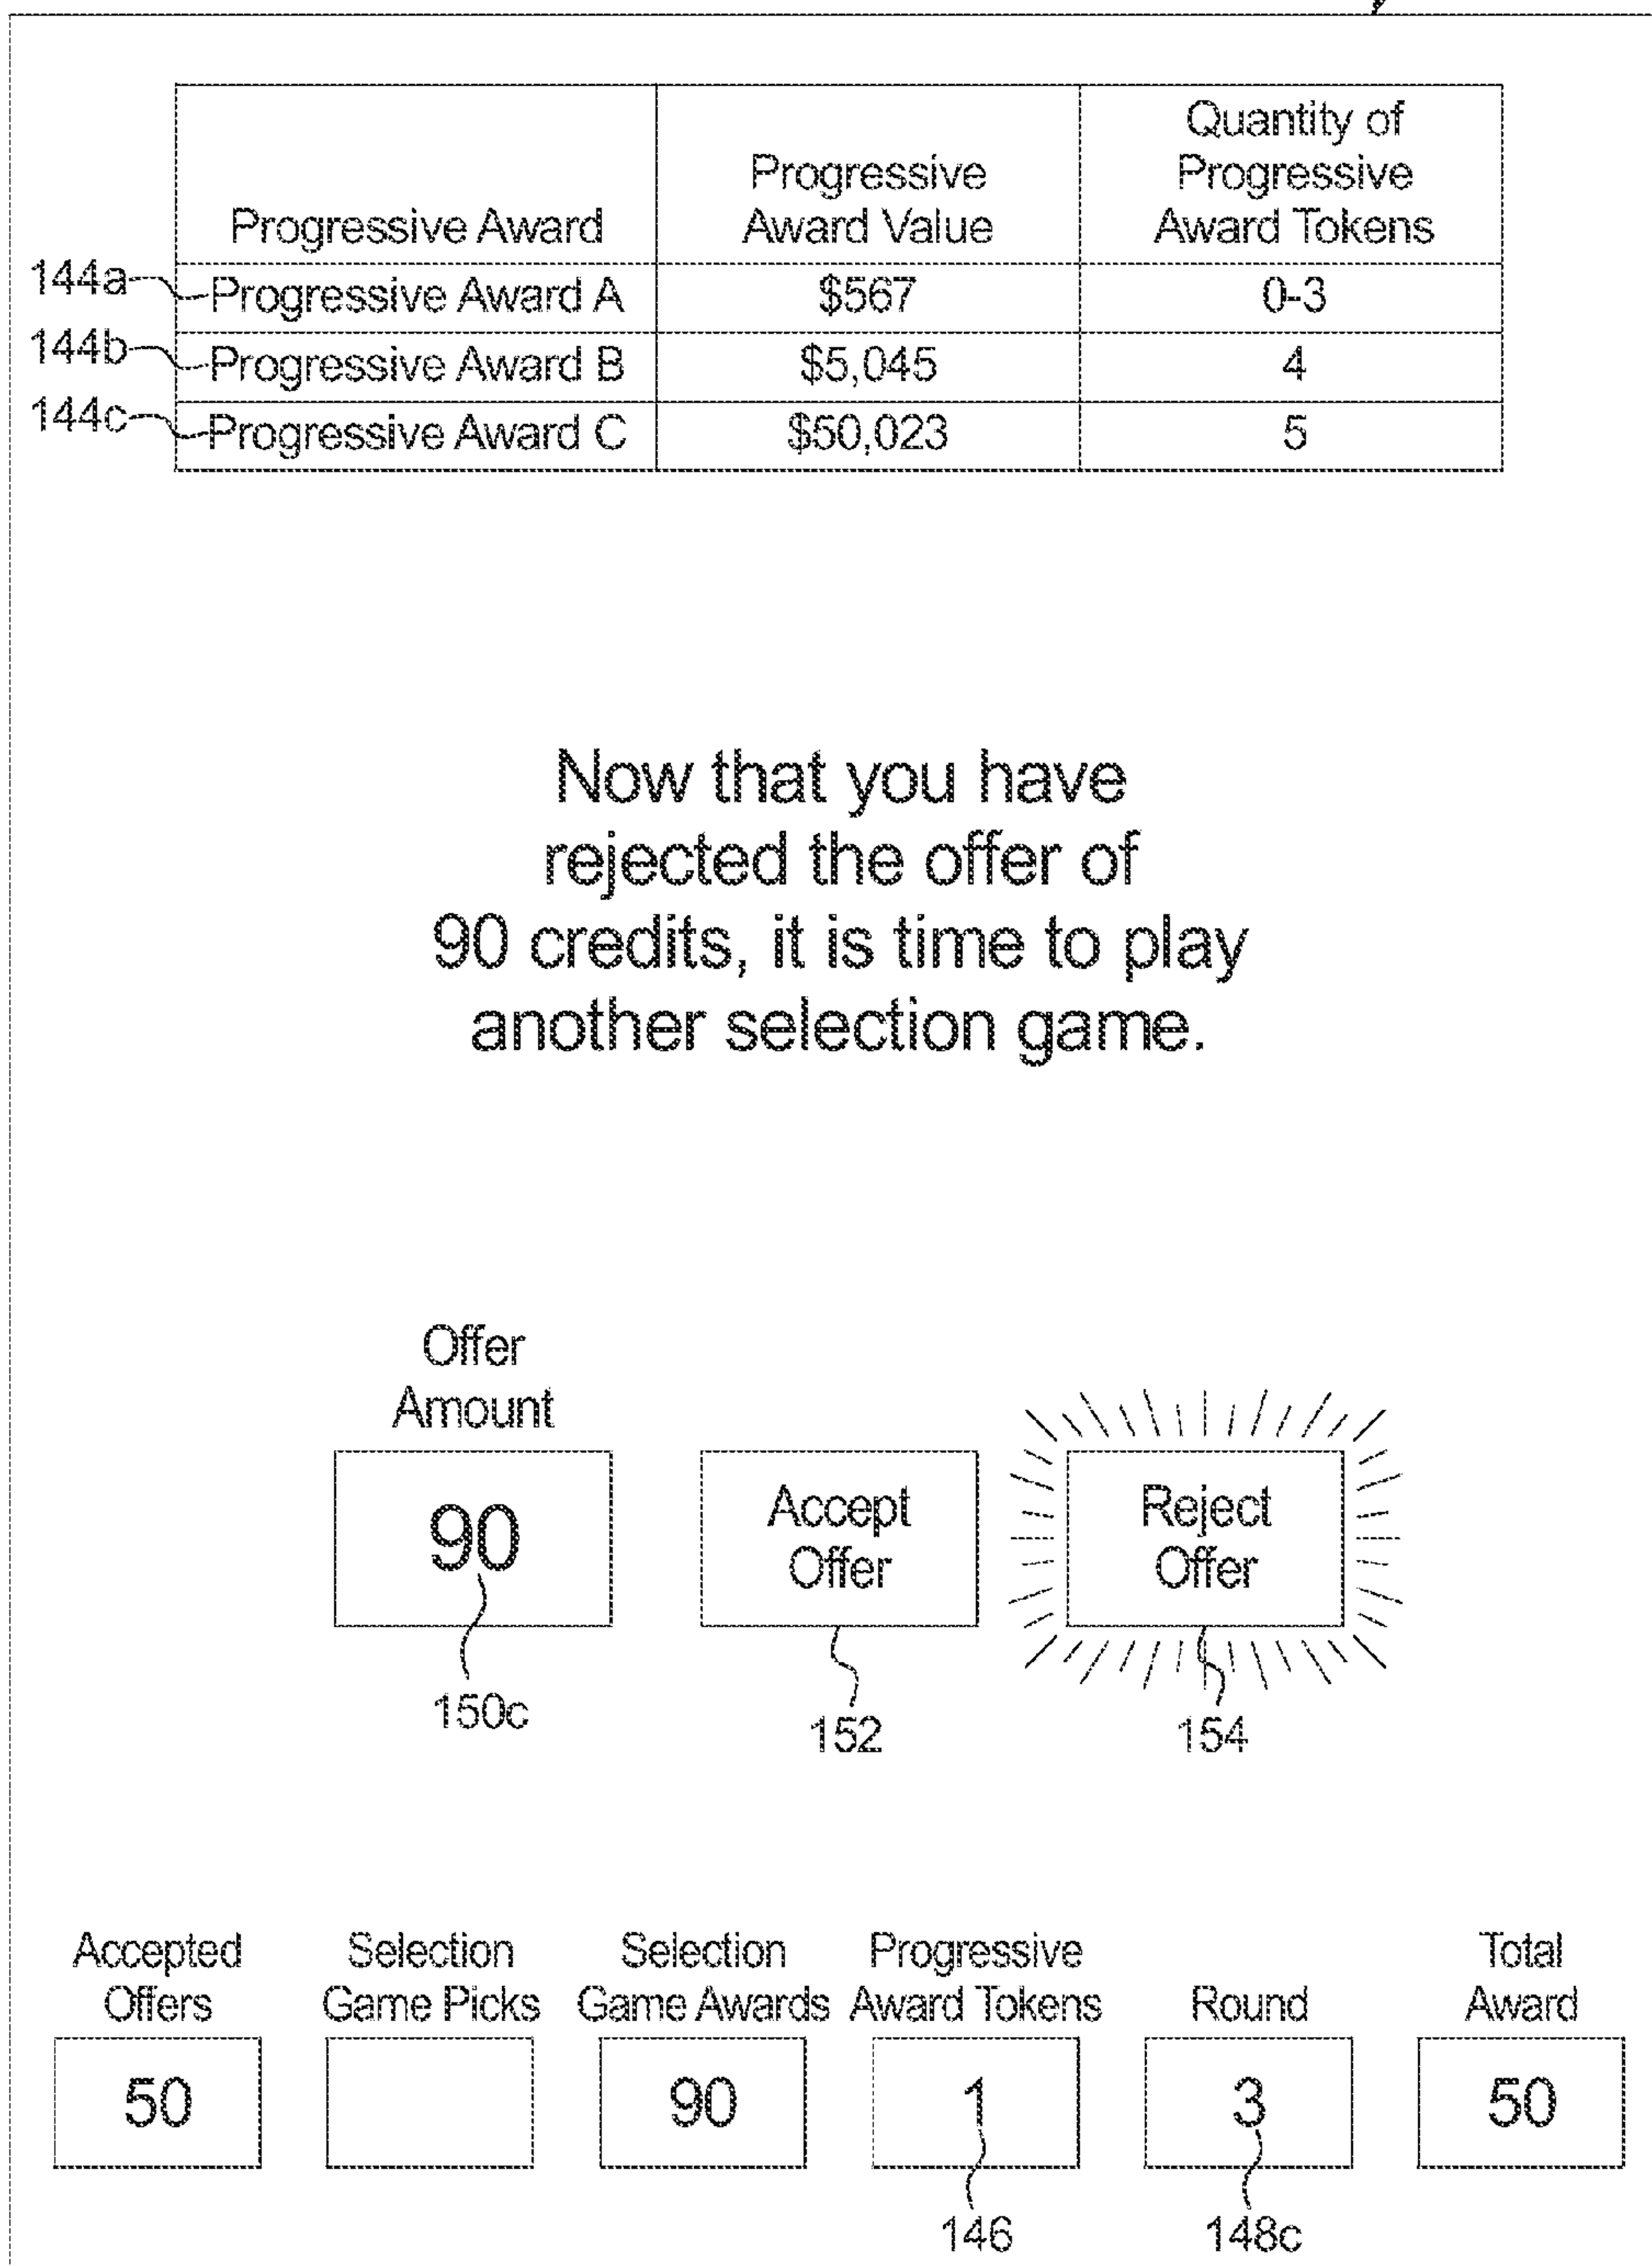 Progressive Award
Progressive
Award Value
Quantity of
Progressive
Award Tokens
144a
Progressive Award A
$567
0-3
144b
Progressive Award B
$5,045
4
144c
Progressive Award C
$50,023
5
Now that you have
rejected the offer of
90 credits, it is time to play
another selection game.
Offer
Amount
90
150c
Accept
Offer
152
Reject
Offer
154
Accepted
Offers
50
Selection
Game Picks
Selection
Game Awards
90
Progressive
Award Tokens
1
146
Round
3
148c
Total
Award
50